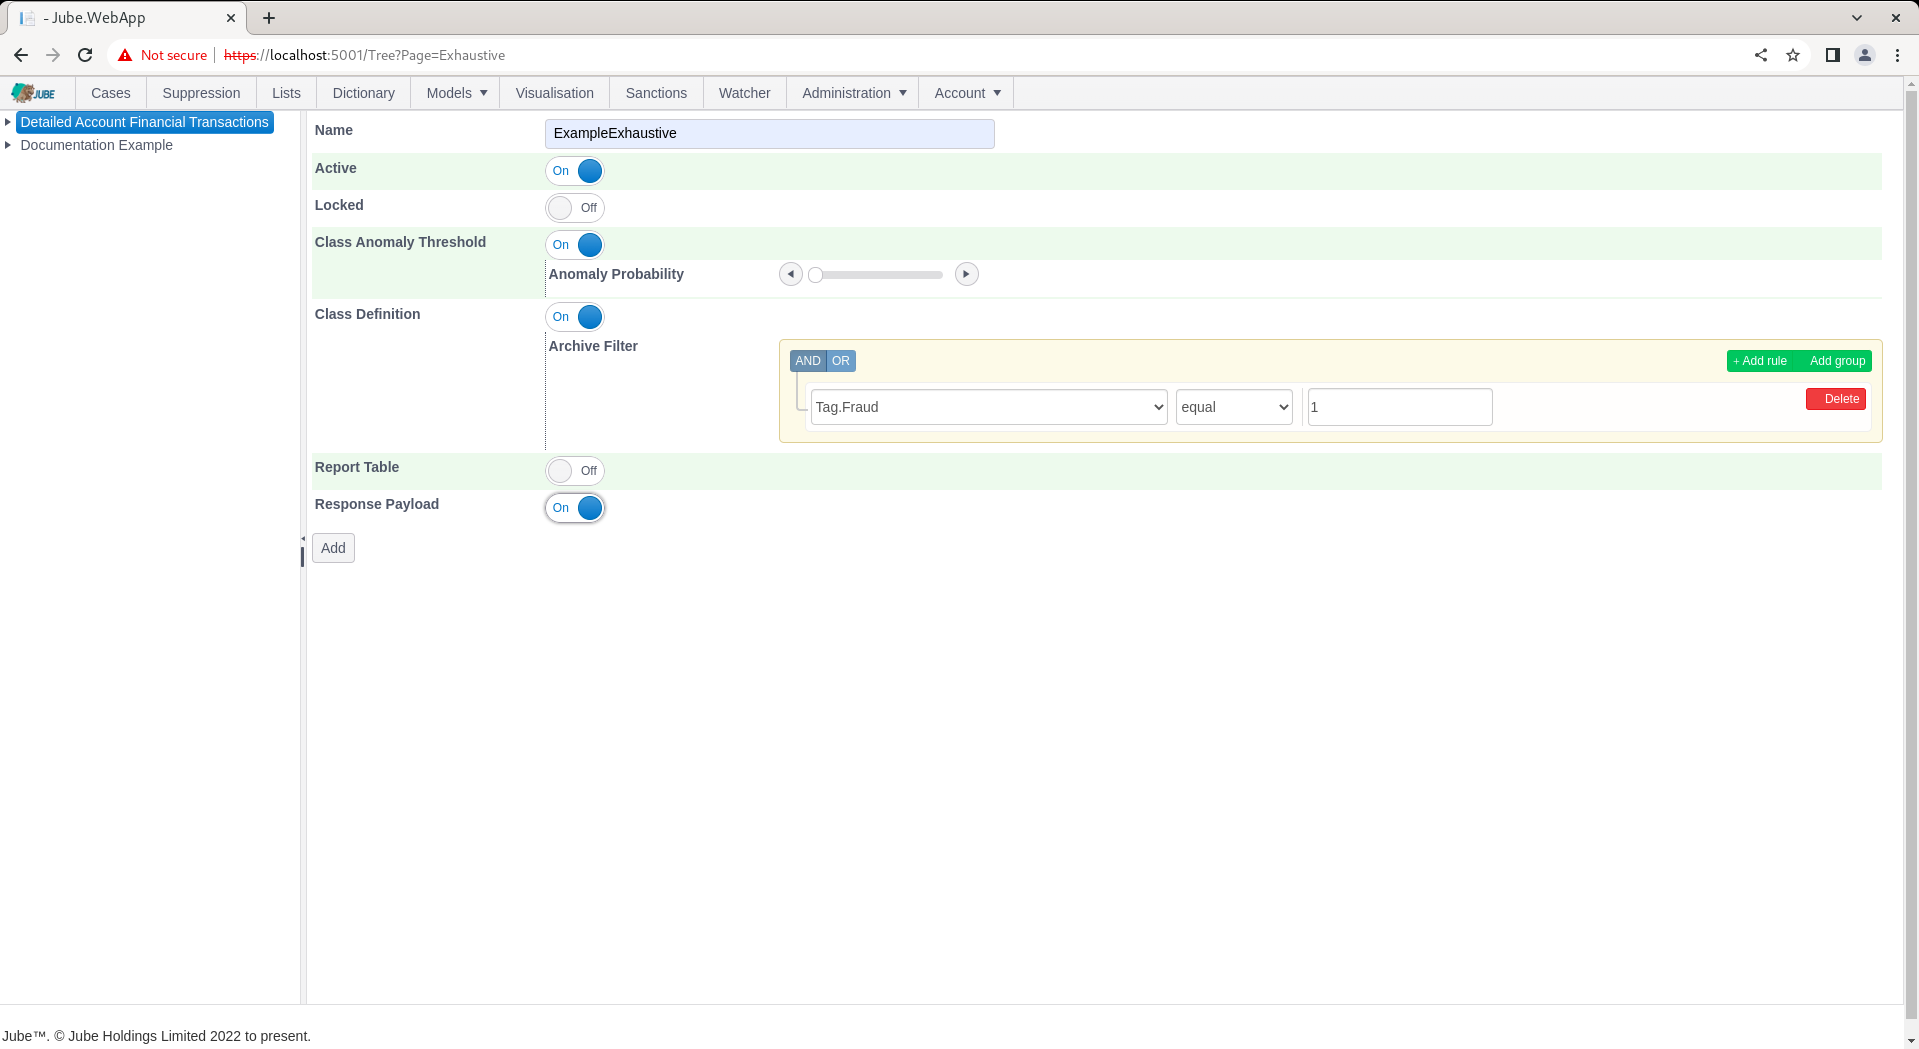 - Jube.WebApp
Not secure https://localhost:5001/Tree?Page=Exhaustive
JUBE Cases Suppression Lists Dictionary Models Visualisation Sanctions Watcher Administration Account
Detailed Account Financial Transactions
Documentation Example
Name ExampleExhaustive
Active On
Locked Off
Class Anomaly Threshold On
Anomaly Probability
Class Definition On
Archive Filter
AND OR + Add rule Add group
Tag.Fraud equal 1 Delete
Report Table Off
Response Payload On
Add
Jube™. © Jube Holdings Limited 2022 to present.